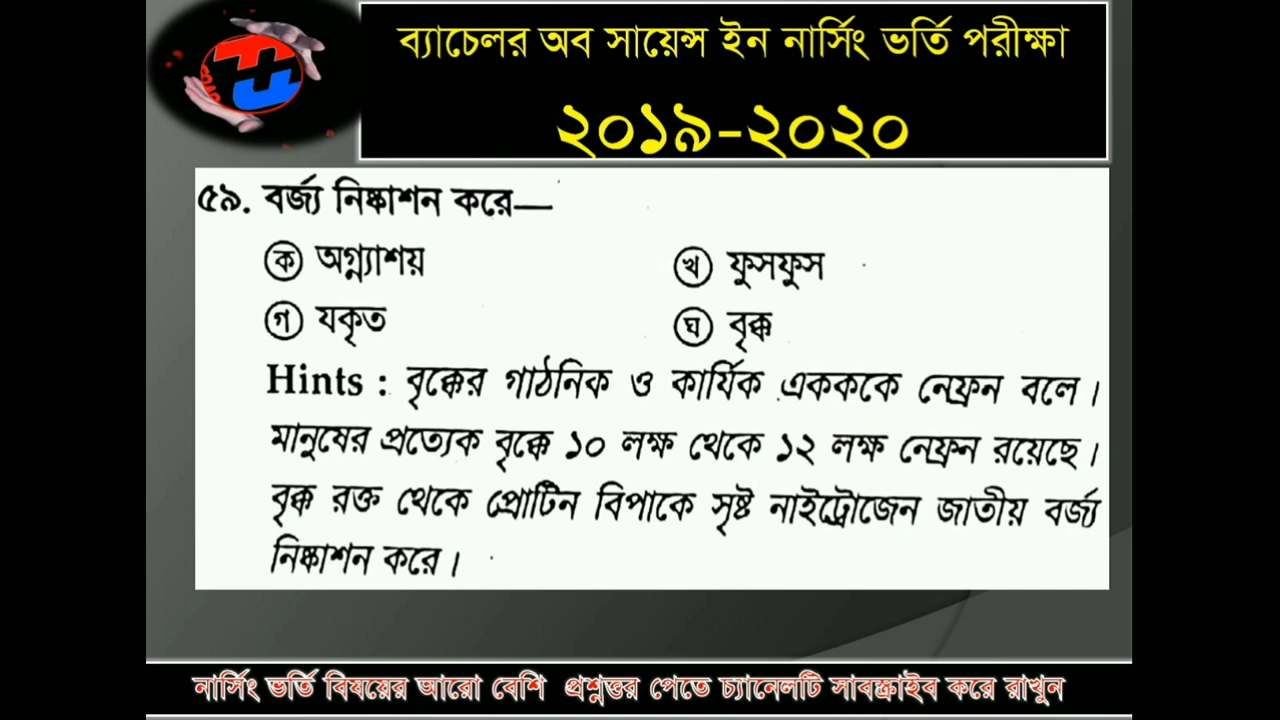 ব্যাচেলর অব সায়েন্স ইন নার্সিং ভর্তি পরীক্ষা
২০১৯-২০২০
৫৯. বর্জ্য নিষ্কাশন করে—
ক অগ্ন্যাশয়
খ ফুসফুস
গ যকৃত
ঘ বৃক্ক
Hints : বৃক্কের গাঠনিক ও কার্যিক একককে নেফ্রন বলে।
মানুষের প্রত্যেক বৃক্কে ১০ লক্ষ থেকে ১২ লক্ষ নেফ্রন রয়েছে।
বৃক্ক রক্ত থেকে প্রোটিন বিপাকে সৃষ্ট নাইট্রোজেন জাতীয় বর্জ্য
নিষ্কাশন করে।
নার্সিং ভর্তি বিষয়ের আরো বেশি প্রশ্নত্তর পেতে চ্যানেলটি সাবস্ক্রাইব করে রাখুন